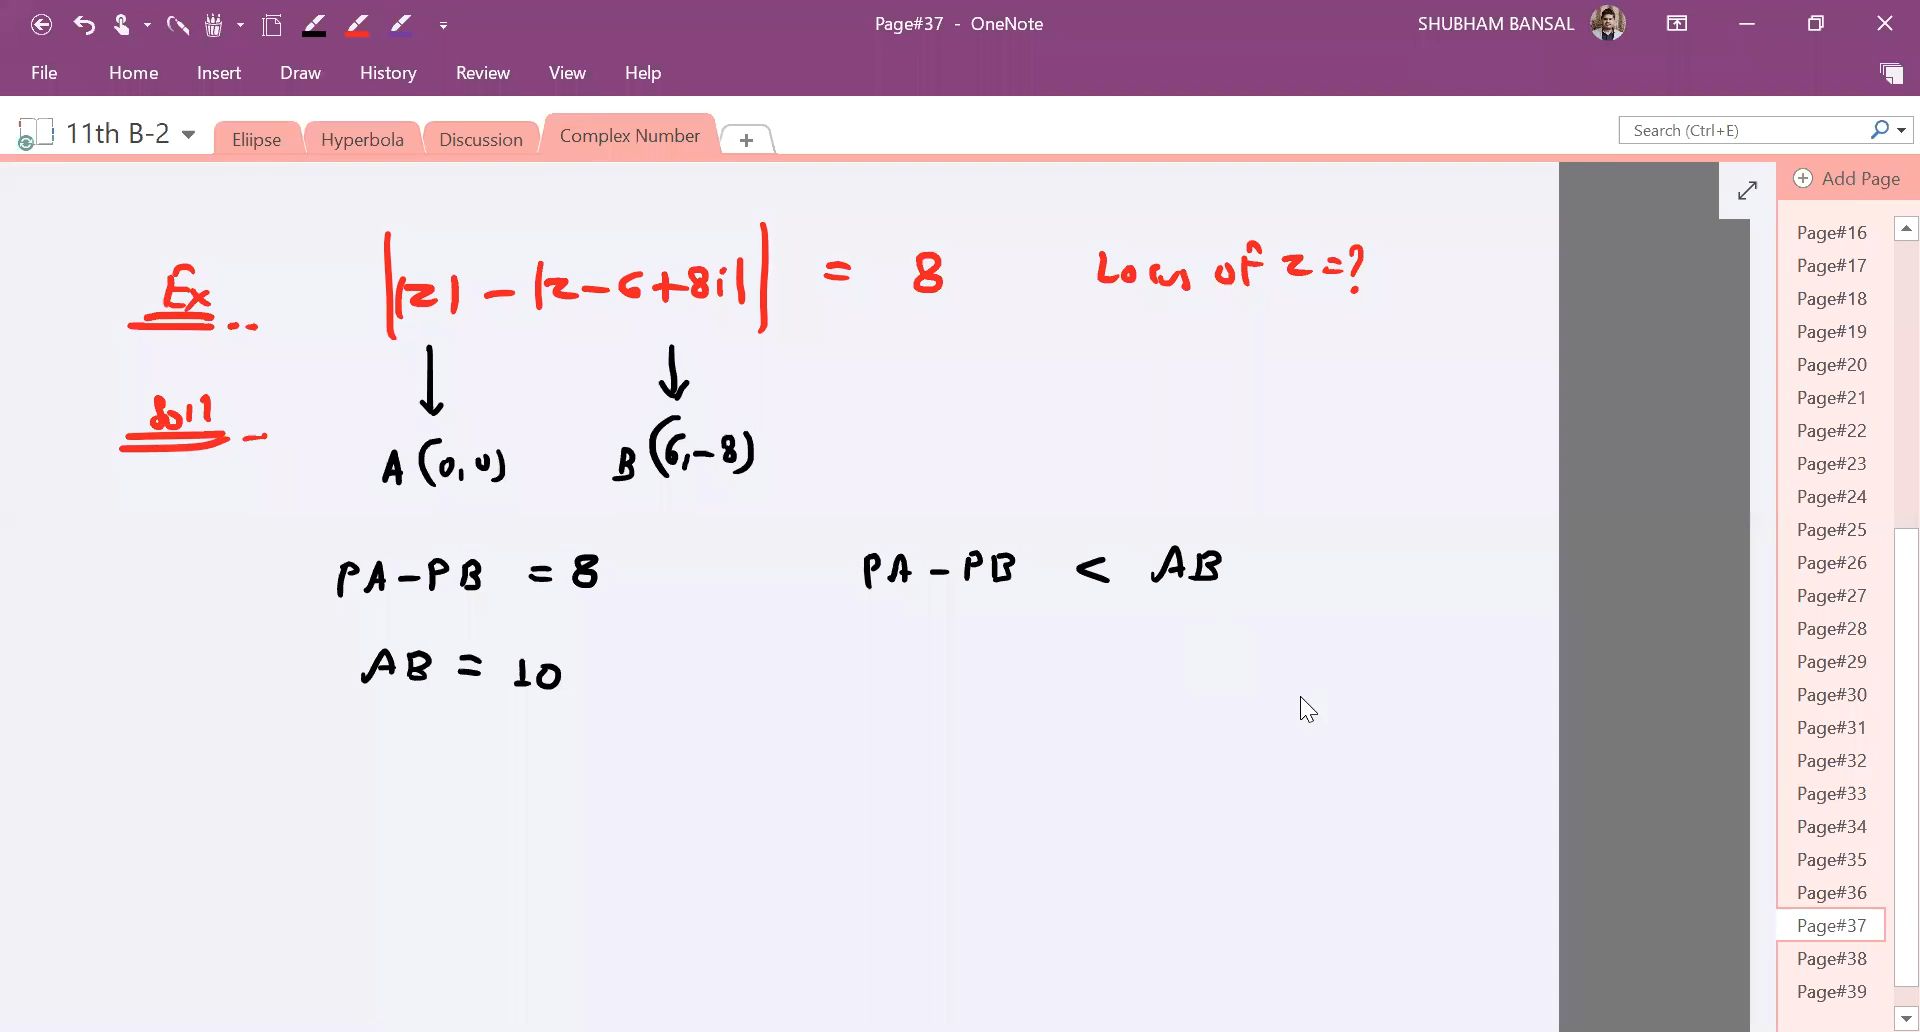 Page#37 - OneNote
SHUBHAM BANSAL
File Home Insert Draw History Review View Help
11th B-2
Eliipse Hyperbola Discussion Complex Number +
Search (Ctrl+E)
Add Page
Ex ..
||z| - |z - 6 + 8i|| = 8
Locus of z = ?
Soln
A (0, 0)
B (6, -8)
PA - PB = 8
PA - PB < AB
AB = 10
Page#16
Page#17
Page#18
Page#19
Page#20
Page#21
Page#22
Page#23
Page#24
Page#25
Page#26
Page#27
Page#28
Page#29
Page#30
Page#31
Page#32
Page#33
Page#34
Page#35
Page#36
Page#37
Page#38
Page#39